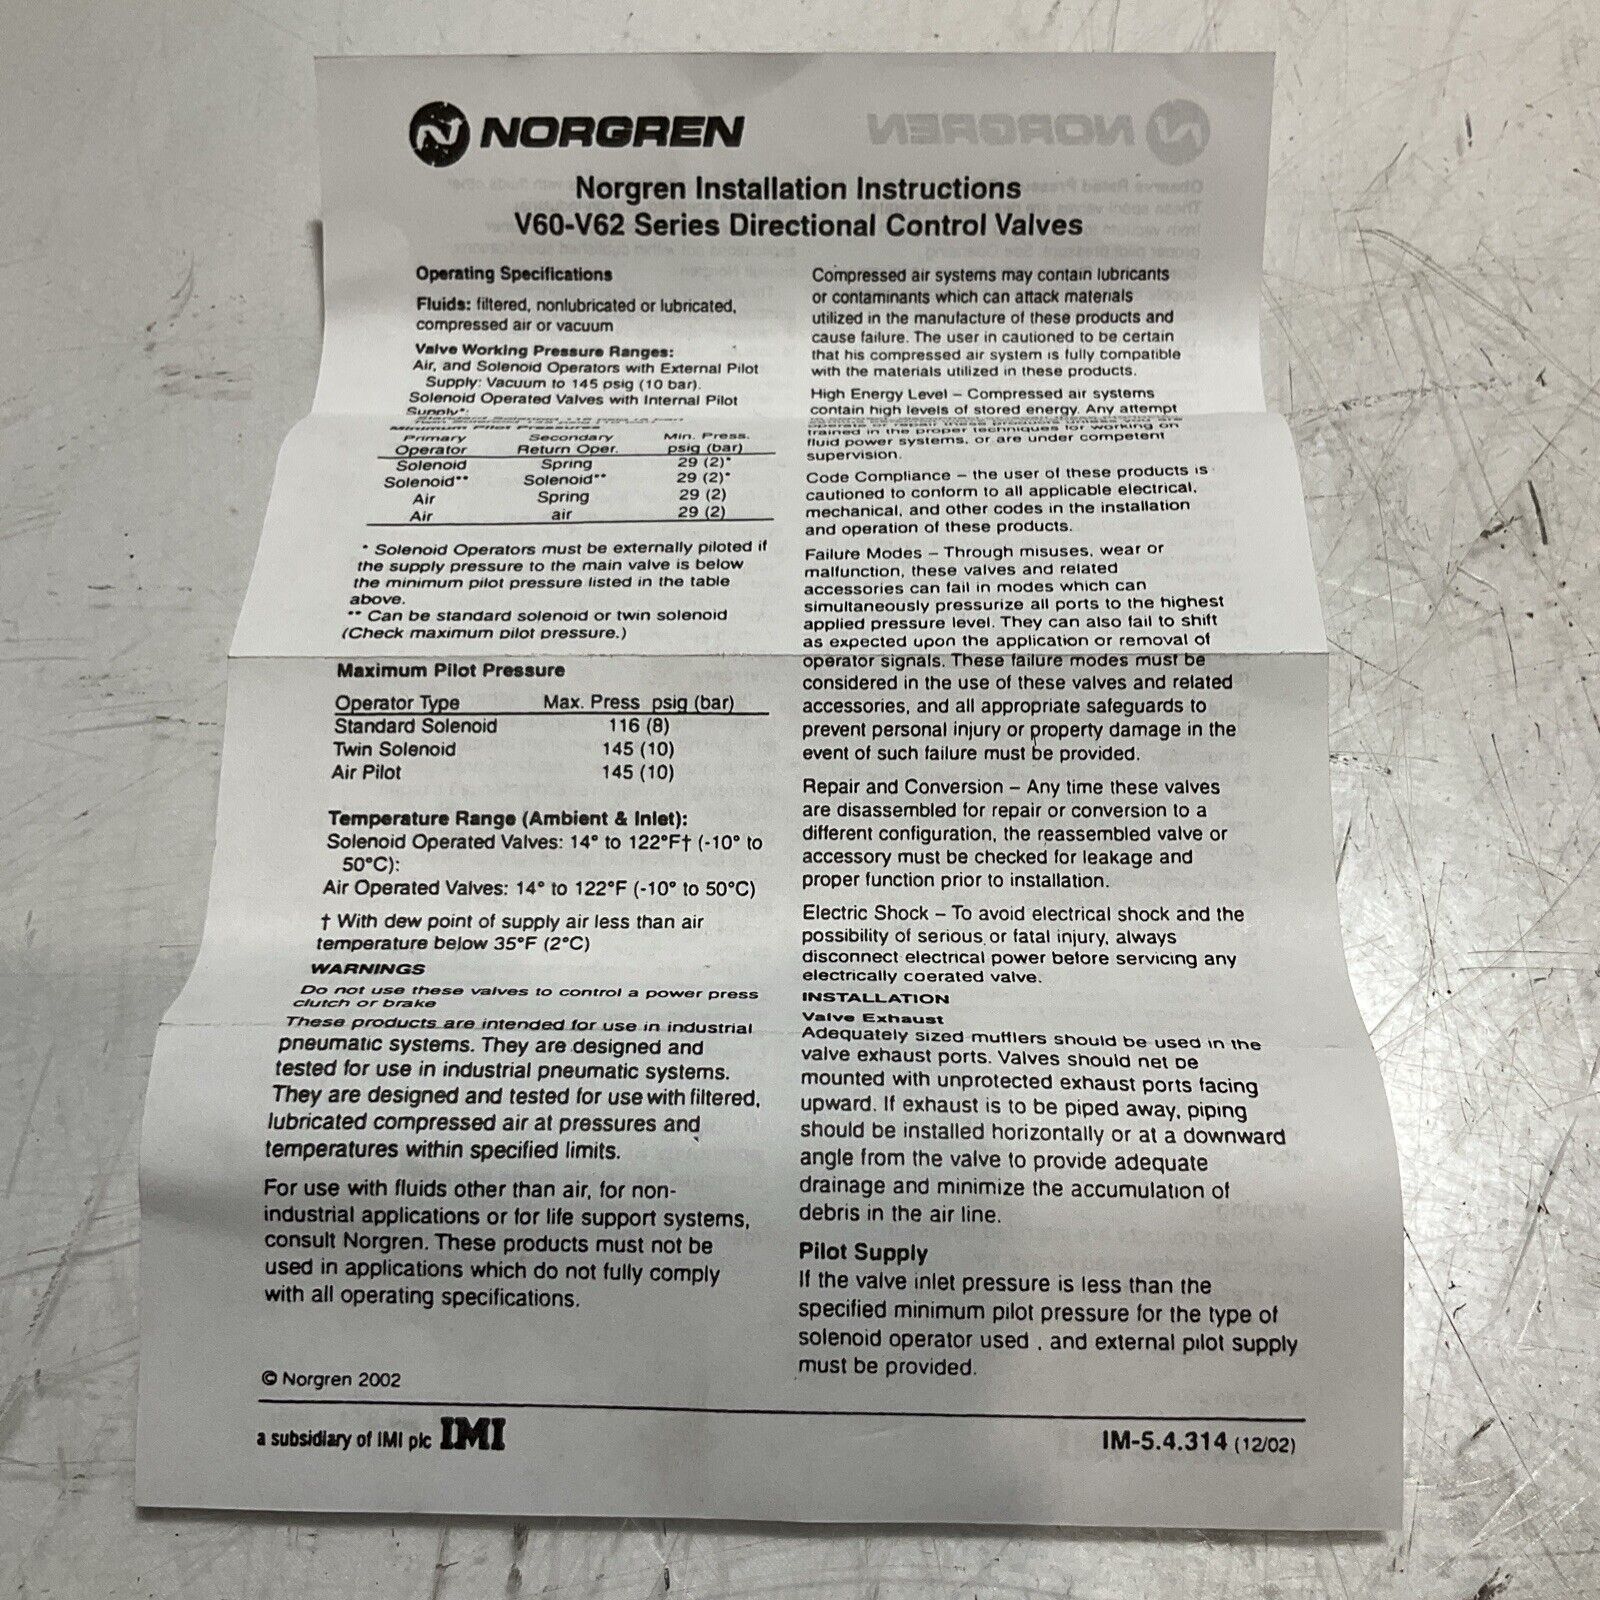 NORGREN
Norgren Installation Instructions
V60-V62 Series Directional Control Valves
Operating Specifications
Fluids: filtered, nonlubricated or lubricated,
compressed air or vacuum
Valve Working Pressure Ranges:
Air, and Solenoid Operators with External Pilot
Supply: Vacuum to 145 psig (10 bar).
Solenoid Operated Valves with Internal Pilot
Supply*:
Minimum Pilot Pressures
Primary Secondary Min. Press.
Operator Return Oper. psig (bar)
Solenoid Spring 29 (2)*
Solenoid** Solenoid** 29 (2)*
Air Spring 29 (2)
Air air 29 (2)
* Solenoid Operators must be externally piloted if
the supply pressure to the main valve is below
the minimum pilot pressure listed in the table
above.
** Can be standard solenoid or twin solenoid
(Check maximum pilot pressure.)
Maximum Pilot Pressure
Operator Type Max. Press psig (bar)
Standard Solenoid 116 (8)
Twin Solenoid 145 (10)
Air Pilot 145 (10)
Temperature Range (Ambient & Inlet):
Solenoid Operated Valves: 14° to 122°F† (-10° to
50°C):
Air Operated Valves: 14° to 122°F (-10° to 50°C)
† With dew point of supply air less than air
temperature below 35°F (2°C)
WARNINGS
Do not use these valves to control a power press
clutch or brake
These products are intended for use in industrial
pneumatic systems. They are designed and
tested for use in industrial pneumatic systems.
They are designed and tested for use with filtered,
lubricated compressed air at pressures and
temperatures within specified limits.
For use with fluids other than air, for non-
industrial applications or for life support systems,
consult Norgren. These products must not be
used in applications which do not fully comply
with all operating specifications.
© Norgren 2002
Compressed air systems may contain lubricants
or contaminants which can attack materials
utilized in the manufacture of these products and
cause failure. The user in cautioned to be certain
that his compressed air system is fully compatible
with the materials utilized in these products.
High Energy Level – Compressed air systems
contain high levels of stored energy. Any attempt
operate or repair these products unless
trained in the proper techniques for working on
fluid power systems, or are under competent
supervision.
Code Compliance – the user of these products is
cautioned to conform to all applicable electrical,
mechanical, and other codes in the installation
and operation of these products.
Failure Modes – Through misuses, wear or
malfunction, these valves and related
accessories can fail in modes which can
simultaneously pressurize all ports to the highest
applied pressure level. They can also fail to shift
as expected upon the application or removal of
operator signals. These failure modes must be
considered in the use of these valves and related
accessories, and all appropriate safeguards to
prevent personal injury or property damage in the
event of such failure must be provided.
Repair and Conversion – Any time these valves
are disassembled for repair or conversion to a
different configuration, the reassembled valve or
accessory must be checked for leakage and
proper function prior to installation.
Electric Shock – To avoid electrical shock and the
possibility of serious or fatal injury, always
disconnect electrical power before servicing any
electrically coerated valve.
INSTALLATION
Valve Exhaust
Adequately sized mufflers should be used in the
valve exhaust ports. Valves should net be
mounted with unprotected exhaust ports facing
upward. If exhaust is to be piped away, piping
should be installed horizontally or at a downward
angle from the valve to provide adequate
drainage and minimize the accumulation of
debris in the air line.
Pilot Supply
If the valve inlet pressure is less than the
specified minimum pilot pressure for the type of
solenoid operator used , and external pilot supply
must be provided.
a subsidiary of IMI plc IMI
IM-5.4.314 (12/02)